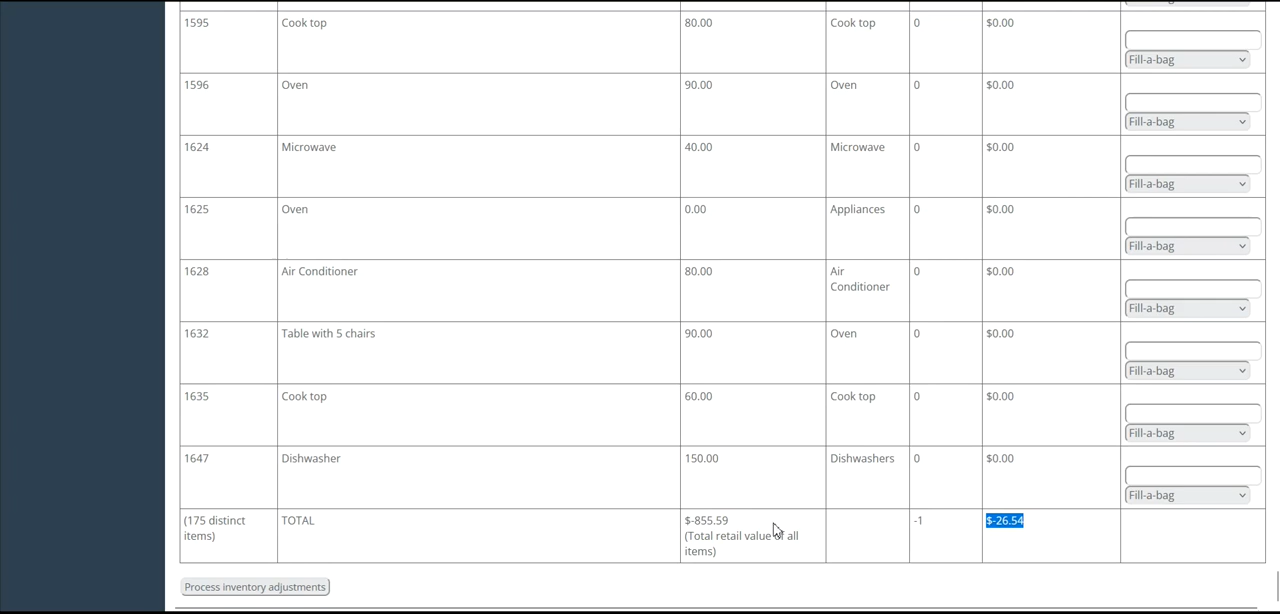 1595 Cook top 80.00 Cook top 0 $0.00
Fill-a-bag
1596 Oven 90.00 Oven 0 $0.00
Fill-a-bag
1624 Microwave 40.00 Microwave 0 $0.00
Fill-a-bag
1625 Oven 0.00 Appliances 0 $0.00
Fill-a-bag
1628 Air Conditioner 80.00 Air 0 $0.00
Conditioner
Fill-a-bag
1632 Table with 5 chairs 90.00 Oven 0 $0.00
Fill-a-bag
1635 Cook top 60.00 Cook top 0 $0.00
Fill-a-bag
1647 Dishwasher 150.00 Dishwashers 0 $0.00
Fill-a-bag
(175 distinct TOTAL $-855.59 -1 $-26.54
items) (Total retail value of all
items)
Process inventory adjustments